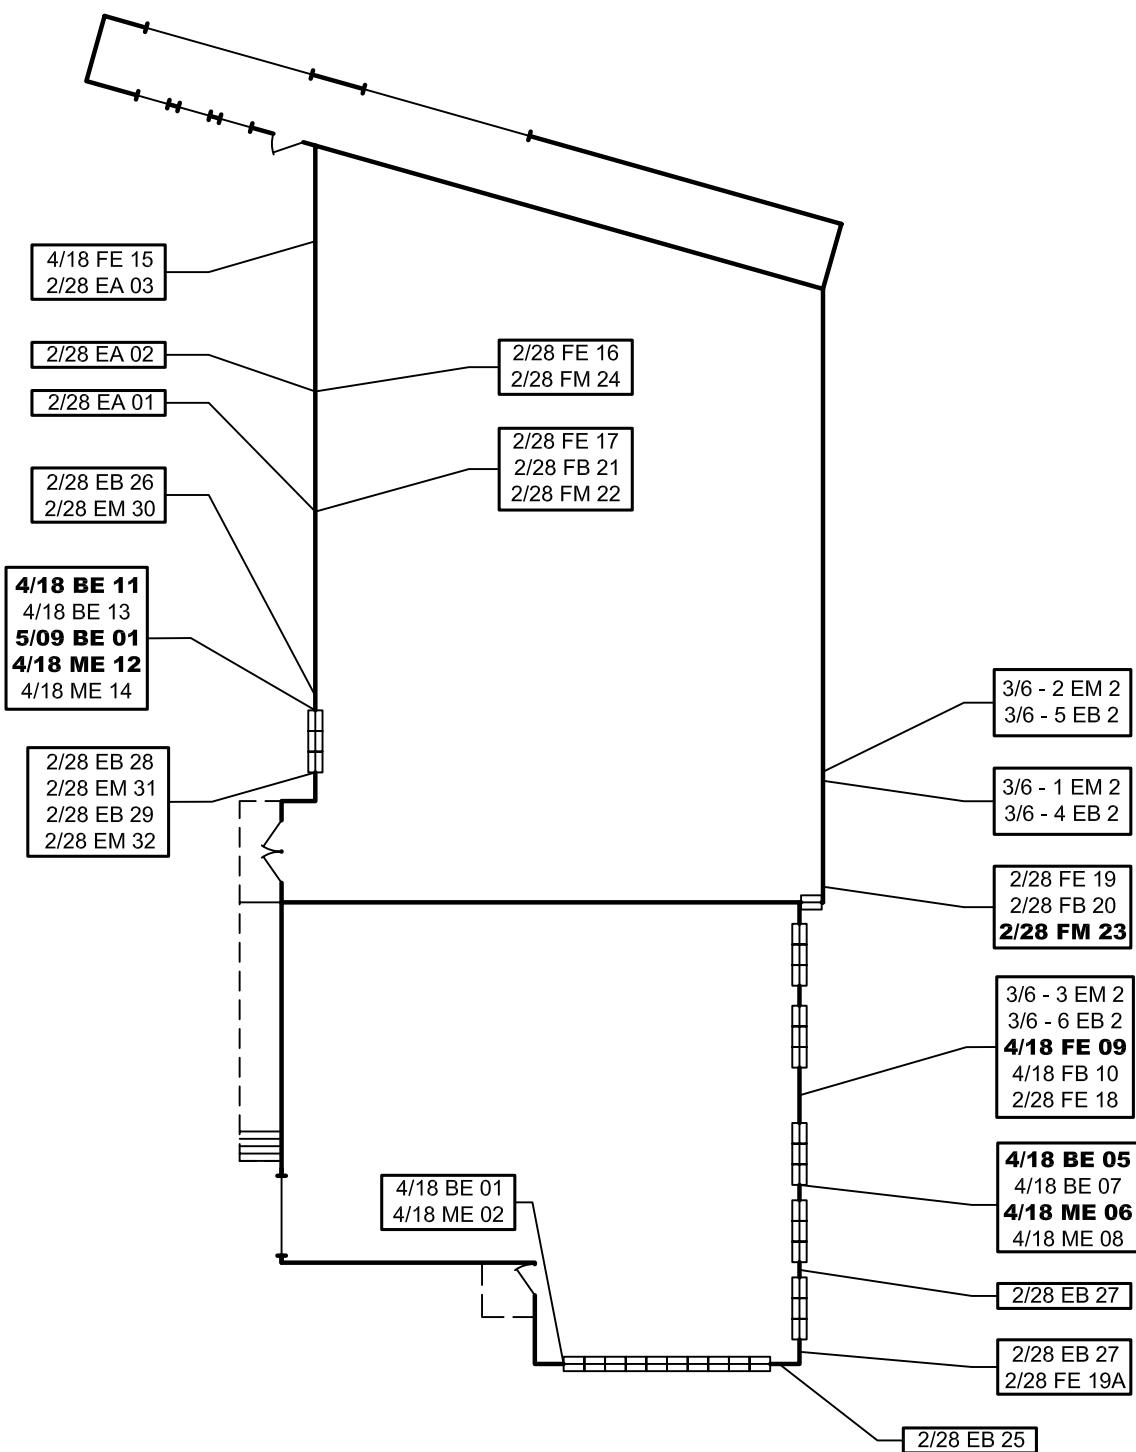 4/18 FE 15
2/28 EA 03
2/28 EA 02
2/28 EA 01
2/28 FE 16
2/28 FM 24
2/28 FE 17
2/28 FB 21
2/28 FM 22
2/28 EB 26
2/28 EM 30
4/18 BE 11
4/18 BE 13
5/09 BE 01
4/18 ME 12
4/18 ME 14
2/28 EB 28
2/28 EM 31
2/28 EB 29
2/28 EM 32
3/6 - 2 EM 2
3/6 - 5 EB 2
3/6 - 1 EM 2
3/6 - 4 EB 2
2/28 FE 19
2/28 FB 20
2/28 FM 23
3/6 - 3 EM 2
3/6 - 6 EB 2
4/18 FE 09
4/18 FB 10
2/28 FE 18
4/18 BE 05
4/18 BE 07
4/18 ME 06
4/18 ME 08
4/18 BE 01
4/18 ME 02
2/28 EB 27
2/28 EB 27
2/28 FE 19A
2/28 EB 25